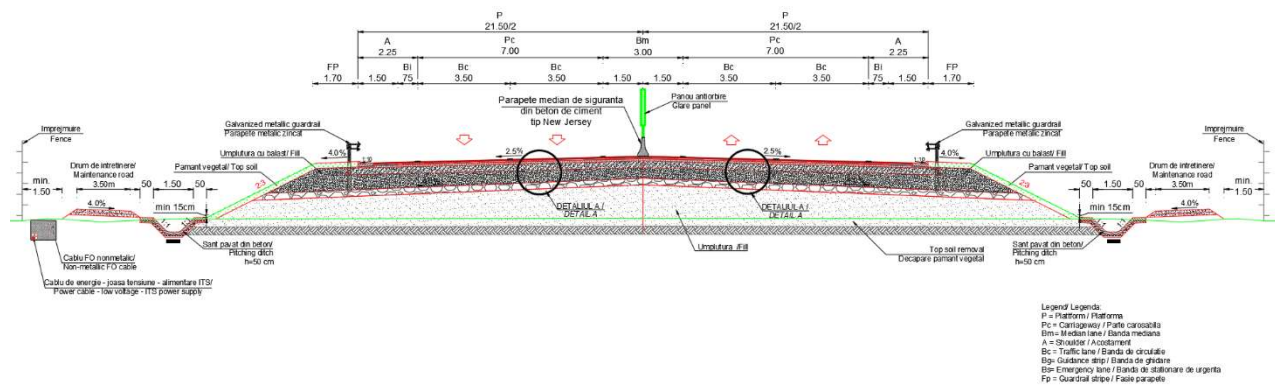 P P
21.50/2 21.50/2
A Pc Bm Pc A
2.25 7.00 3.00 7.00 2.25
FP Bi Bc Bc Bc Bc Bi FP
1.70 1.50 75 3.50 3.50 1.50 1.50 3.50 3.50 75 1.50 1.70
Panou antiorbire
Glare panel
Parapete median de siguranta
din beton de ciment
tip New Jersey
Imprejmuire
Fence
Galvanized metallic guardrail
Parapete metalic zincat
Galvanized metallic guardrail
Parapete metalic zincat
Imprejmuire
Fence
Umplutura cu balast/ Fill
Umplutura cu balast/ Fill
4.0% 2.5% 2.5% 4.0%
Drum de intretinere/
Maintenance road
Pamant vegetal/ Top soil
Pamant vegetal/ Top soil
Drum de intretinere/
Maintenance road
min.
1.50
3.50m
50 1.50 50
2:3
2:3
50 1.50 50
3.50m
min.
1.50
4.0%
min 15cm
min 15cm
4.0%
DETALIUL A /
DETAIL A
DETALIUL A /
DETAIL A
Sant pavat din beton/
Pitching ditch
h=50 cm
Umplutura /Fill
Top soil removal
Decapare pamant vegetal
Sant pavat din beton/
Pitching ditch
h=50 cm
Cablu FO nonmetalic/
Non-metallic FO cable
Cablu de energie - joasa tensiune - alimentare ITS/
Power cable - low voltage - ITS power supply
Legend/ Legenda:
P = Plattform / Platforma
Pc = Carriageway / Parte carosabila
Bm= Median lane / Banda mediana
A = Shoulder / Acostament
Bc = Traffic lane / Banda de circulatie
Bg= Guidance strip / Banda de ghidare
Bs= Emergency lane / Banda de stationare de urgenta
Fp = Guardrail stripe / Fasie parapete